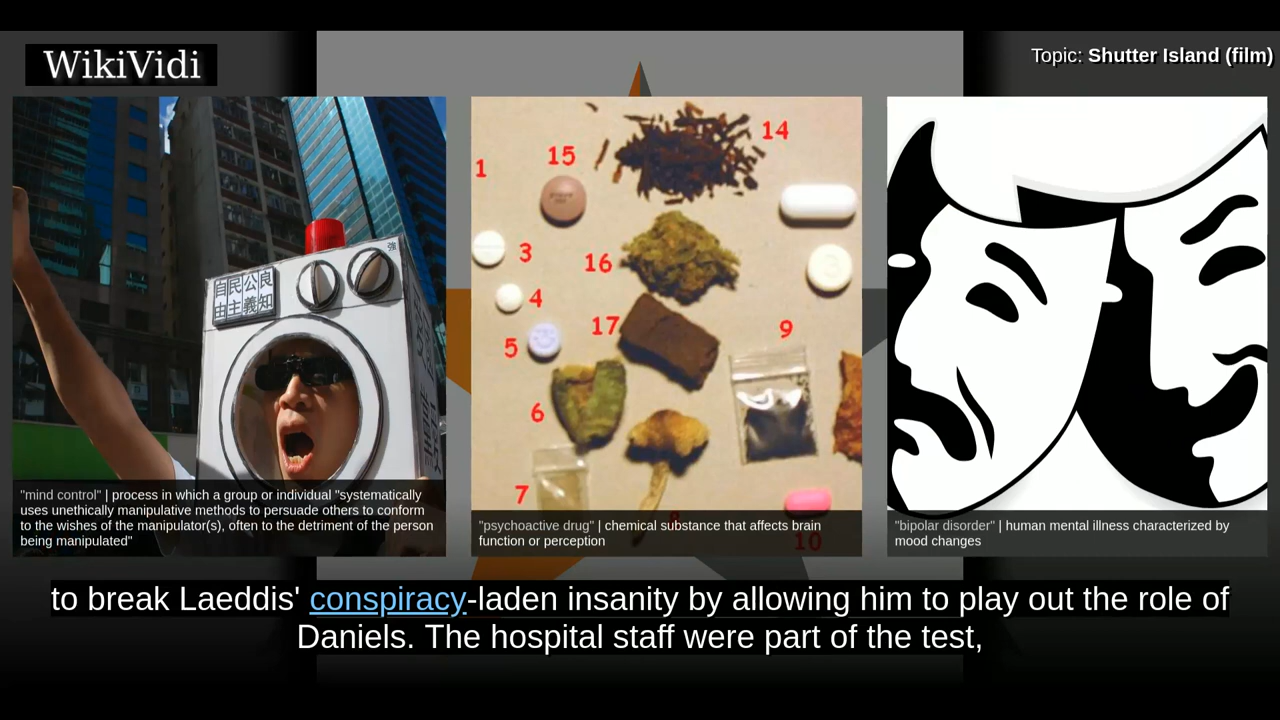 WikiVidi
Topic: Shutter Island (film)
強
自民公良
由主義知
1
15
14
3
16
4
17
5
9
6
7
8
10
"mind control" | process in which a group or individual "systematically
uses unethically manipulative methods to persuade others to conform
to the wishes of the manipulator(s), often to the detriment of the person
being manipulated"
"psychoactive drug" | chemical substance that affects brain
function or perception
"bipolar disorder" | human mental illness characterized by
mood changes
to break Laeddis' conspiracy-laden insanity by allowing him to play out the role of
Daniels. The hospital staff were part of the test,